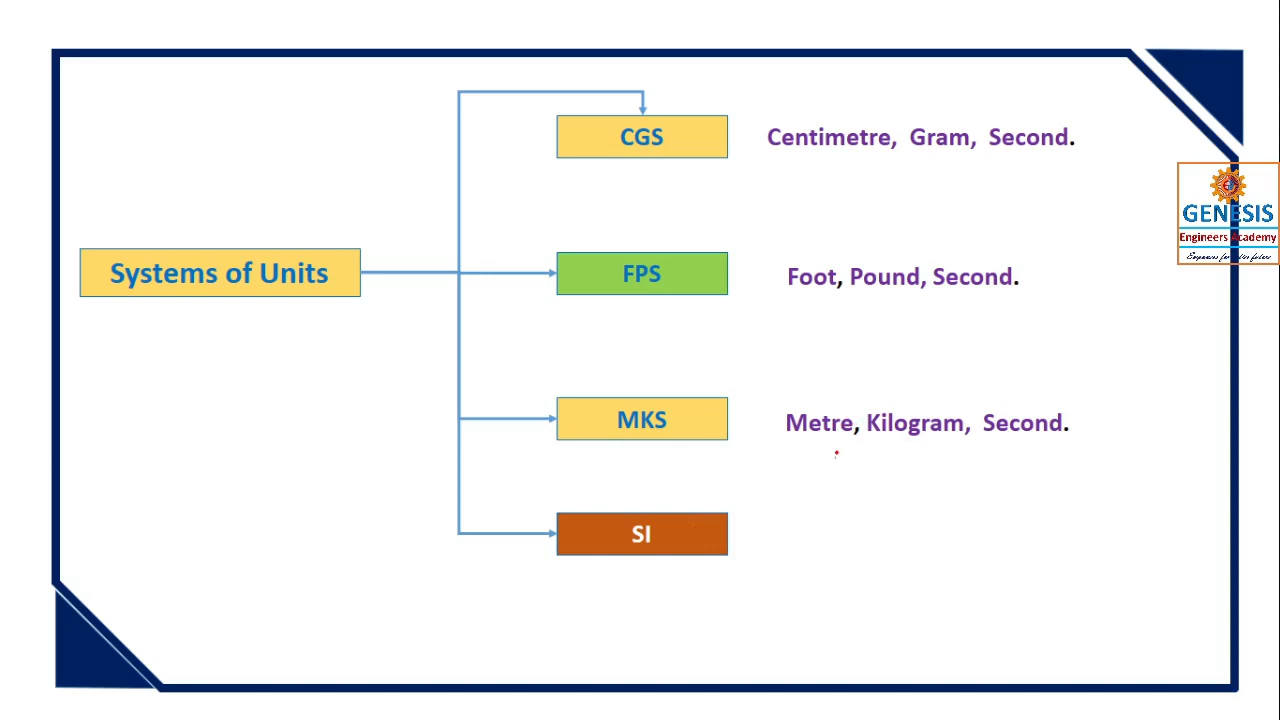 CGS
Centimetre, Gram, Second.
GENESIS
Engineers Academy
Systems of Units
FPS
Foot, Pound, Second.
MKS
Metre, Kilogram, Second.
SI